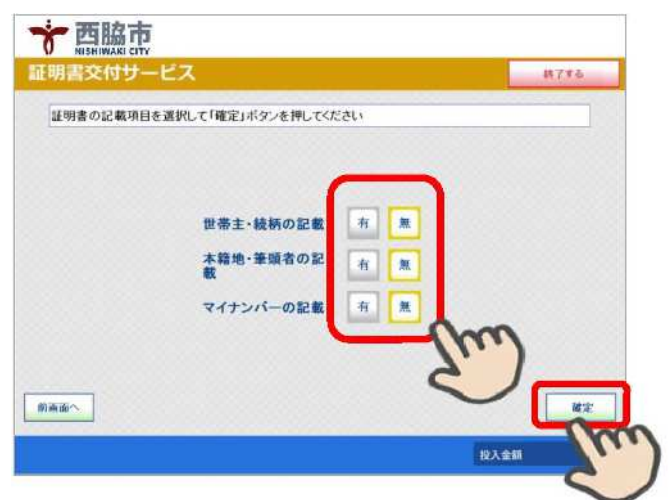 西脇市
NISHIWAKI CITY
証明書交付サービス
終了する
証明書の記載項目を選択して「確定」ボタンを押してください
世帯主・続柄の記載 有 無
本籍地・筆頭者の記
載 有 無
マイナンバーの記載 有 無
前画面へ
確定
投入金額